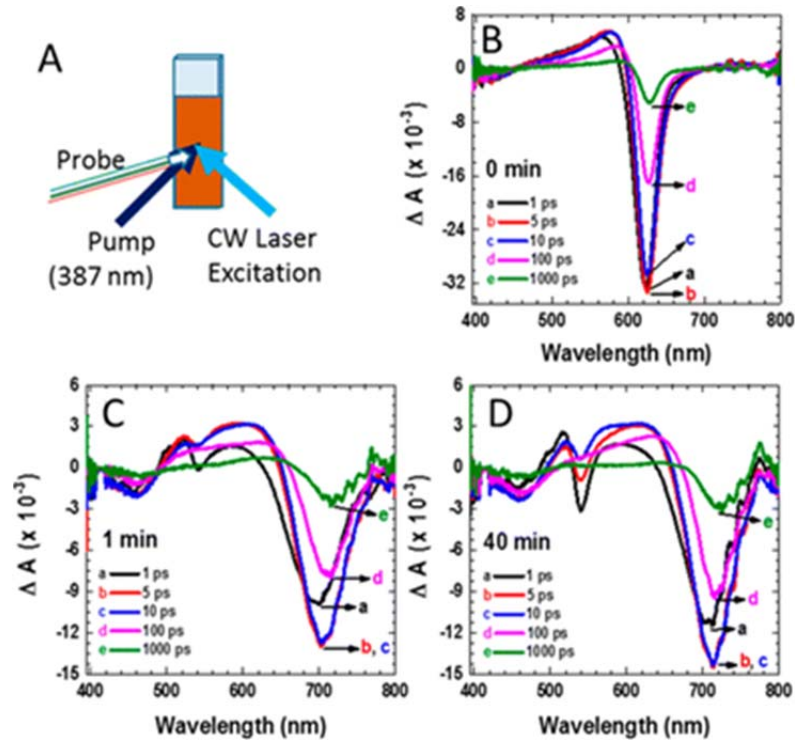 A
Probe
Pump
(387 nm)
CW Laser
Excitation
B
8
0
-8
-16
-24
-32
Δ A (x 10⁻³)
0 min
a 1 ps
b 5 ps
c 10 ps
d 100 ps
e 1000 ps
e
d
c
a
b
400 500 600 700 800
Wavelength (nm)
C
6
3
0
-3
-6
-9
-12
-15
Δ A (x 10⁻³)
1 min
a 1 ps
b 5 ps
c 10 ps
d 100 ps
e 1000 ps
e
d
a
b, c
400 500 600 700 800
Wavelength (nm)
D
6
3
0
-3
-6
-9
-12
-15
Δ A (x 10⁻³)
40 min
a 1 ps
b 5 ps
c 10 ps
d 100 ps
e 1000 ps
e
d
a
b, c
400 500 600 700 800
Wavelength (nm)